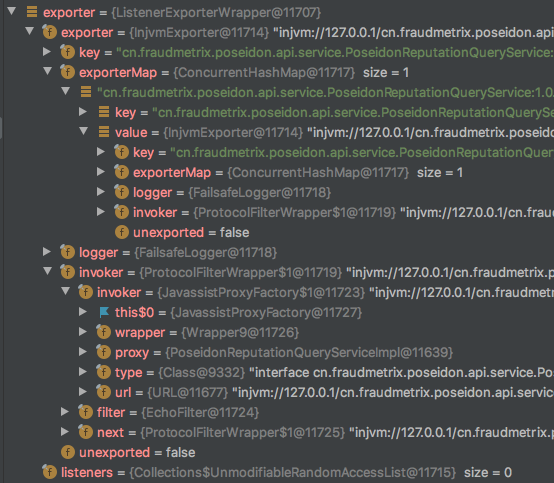 exporter = {ListenerExporterWrapper@11707}
f exporter = {InjvmExporter@11714} "injvm://127.0.0.1/cn.fraudmetrix.poseidon.api
f key = "cn.fraudmetrix.poseidon.api.service.PoseidonReputationQueryService:
f exporterMap = {ConcurrentHashMap@11717} size = 1
"cn.fraudmetrix.poseidon.api.service.PoseidonReputationQueryService:1.0.
key = "cn.fraudmetrix.poseidon.api.service.PoseidonReputationQueryServ
value = {InjvmExporter@11714} "injvm://127.0.0.1/cn.fraudmetrix.poseido
f key = "cn.fraudmetrix.poseidon.api.service.PoseidonReputationQuery
f exporterMap = {ConcurrentHashMap@11717} size = 1
f logger = {FailsafeLogger@11718}
f invoker = {ProtocolFilterWrapper$1@11719} "injvm://127.0.0.1/cn.frau
f unexported = false
f logger = {FailsafeLogger@11718}
f invoker = {ProtocolFilterWrapper$1@11719} "injvm://127.0.0.1/cn.fraudmetrix.po
f invoker = {JavassistProxyFactory$1@11723} "injvm://127.0.0.1/cn.fraudmetrix
this$0 = {JavassistProxyFactory@11727}
f wrapper = {Wrapper9@11726}
f proxy = {PoseidonReputationQueryServiceImpl@11639}
f type = {Class@9332} "interface cn.fraudmetrix.poseidon.api.service.Po
f url = {URL@11677} "injvm://127.0.0.1/cn.fraudmetrix.poseidon.api.servic
f filter = {EchoFilter@11724}
f next = {ProtocolFilterWrapper$1@11725} "injvm://127.0.0.1/cn.fraudmetrix.p
f unexported = false
f listeners = {Collections$UnmodifiableRandomAccessList@11715} size = 0